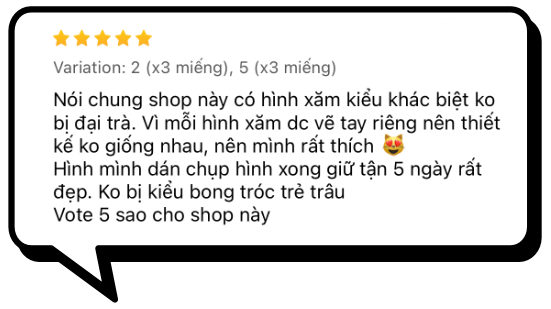 Variation: 2 (x3 miếng), 5 (x3 miếng)
Nói chung shop này có hình xăm kiểu khác biệt ko
bị đại trà. Vì mỗi hình xăm dc vẽ tay riêng nên thiết
kế ko giống nhau, nên mình rất thích 😻
Hình mình dán chụp hình xong giữ tận 5 ngày rất
đẹp. Ko bị kiểu bong tróc trẻ trâu
Vote 5 sao cho shop này